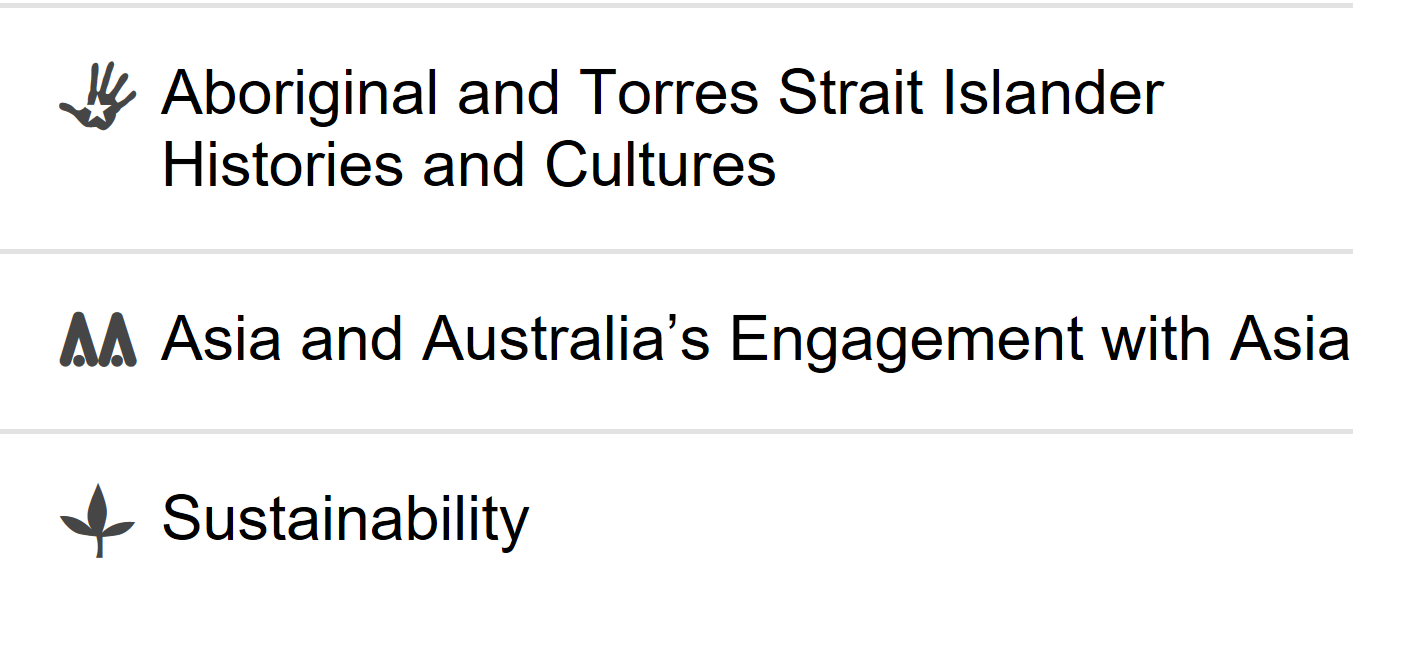 Aboriginal and Torres Strait Islander
Histories and Cultures
Asia and Australia’s Engagement with Asia
Sustainability